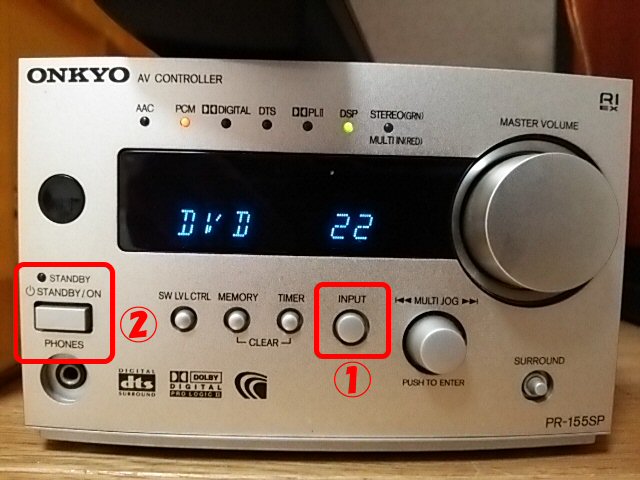 ONKYO AV CONTROLLER
RI
EX
AAC PCM DIGITAL DTS PLII DSP STEREO(GRN)
MULTI IN(RED)
MASTER VOLUME
DVD 22
STANDBY
STANDBY/ON
②
PHONES
SW LVL CTRL MEMORY TIMER
CLEAR
INPUT
①
MULTI JOG
PUSH TO ENTER
SURROUND
DIGITAL
dts
SURROUND
DOLBY
DIGITAL
PRO LOGIC II
PR-155SP